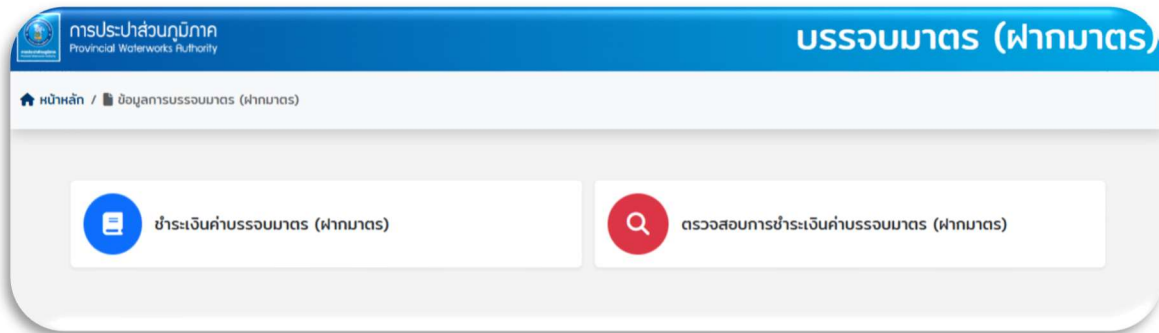 การประปาส่วนภูมิภาค
Provincial Waterworks Authority
บรรจบมาตร (ฝากมาตร)
หน้าหลัก / ข้อมูลการบรรจบมาตร (ฝากมาตร)
ชำระเงินค่าบรรจบมาตร (ฝากมาตร)
ตรวจสอบการชำระเงินค่าบรรจบมาตร (ฝากมาตร)